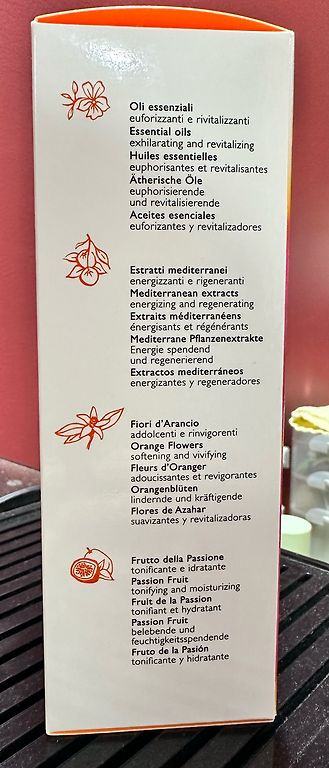 Oli essenziali
euforizzanti e rivitalizzanti
Essential oils
exhilarating and revitalizing
Huiles essentielles
euphorisantes et revitalisantes
Ätherische Öle
euphorisierende
und revitalisierende
Aceites esenciales
euforizantes y revitalizadores
Estratti mediterranei
energizzanti e rigeneranti
Mediterranean extracts
energizing and regenerating
Extraits méditerranéens
énergisants et régénérants
Mediterrane Pflanzenextrakte
Energie spendend
und regenerierend
Extractos mediterráneos
energizantes y regeneradores
Fiori d'Arancio
addolcenti e rinvigorenti
Orange Flowers
softening and vivifying
Fleurs d'Oranger
adoucissantes et revigorantes
Orangenblüten
lindernde und kräftigende
Flores de Azahar
suavizantes y revitalizadoras
Frutto della Passione
tonificante e idratante
Passion Fruit
tonifying and moisturizing
Fruit de la Passion
tonifiant et hydratant
Passion Fruit
belebende und
feuchtigkeitsspendende
Fruto de la Pasión
tonificante y hidratante